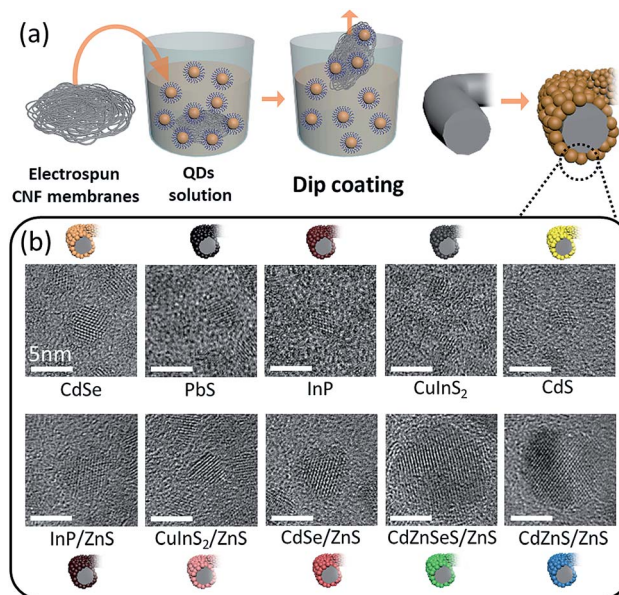 (a)
Electrospun
CNF membranes
QDs
solution
Dip coating
(b)
5nm
CdSe
PbS
InP
CuInS₂
CdS
InP/ZnS
CuInS₂/ZnS
CdSe/ZnS
CdZnSeS/ZnS
CdZnS/ZnS